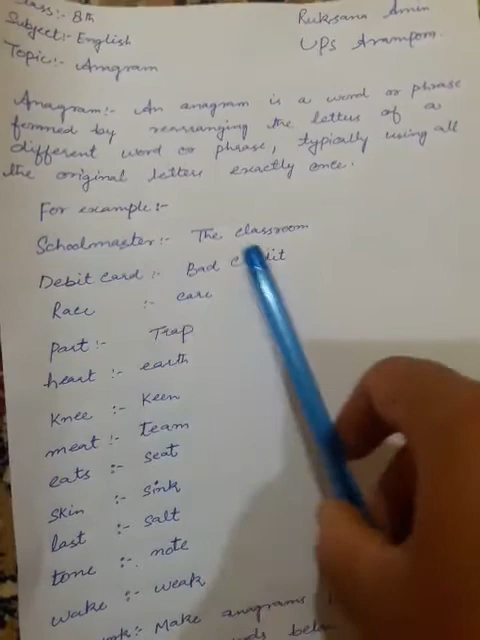 Class:- 8th
Ruksana Amin
Subject:- English
UPS Arampora
Topic:- Anagram
Anagram:- An anagram is a word or phrase
formed by rearranging the letters of a
different word or phrase, typically using all
the original letters exactly once.
For example:-
Schoolmaster:- The classroom
Debit card:- Bad credit
Race :- care
part:- Trap
heart :- earth
Knee :- Keen
meat:- team
eats :- seat
Skin :- sink
last :- salt
tone :- note
wake :- weak
work:- Make anagrams